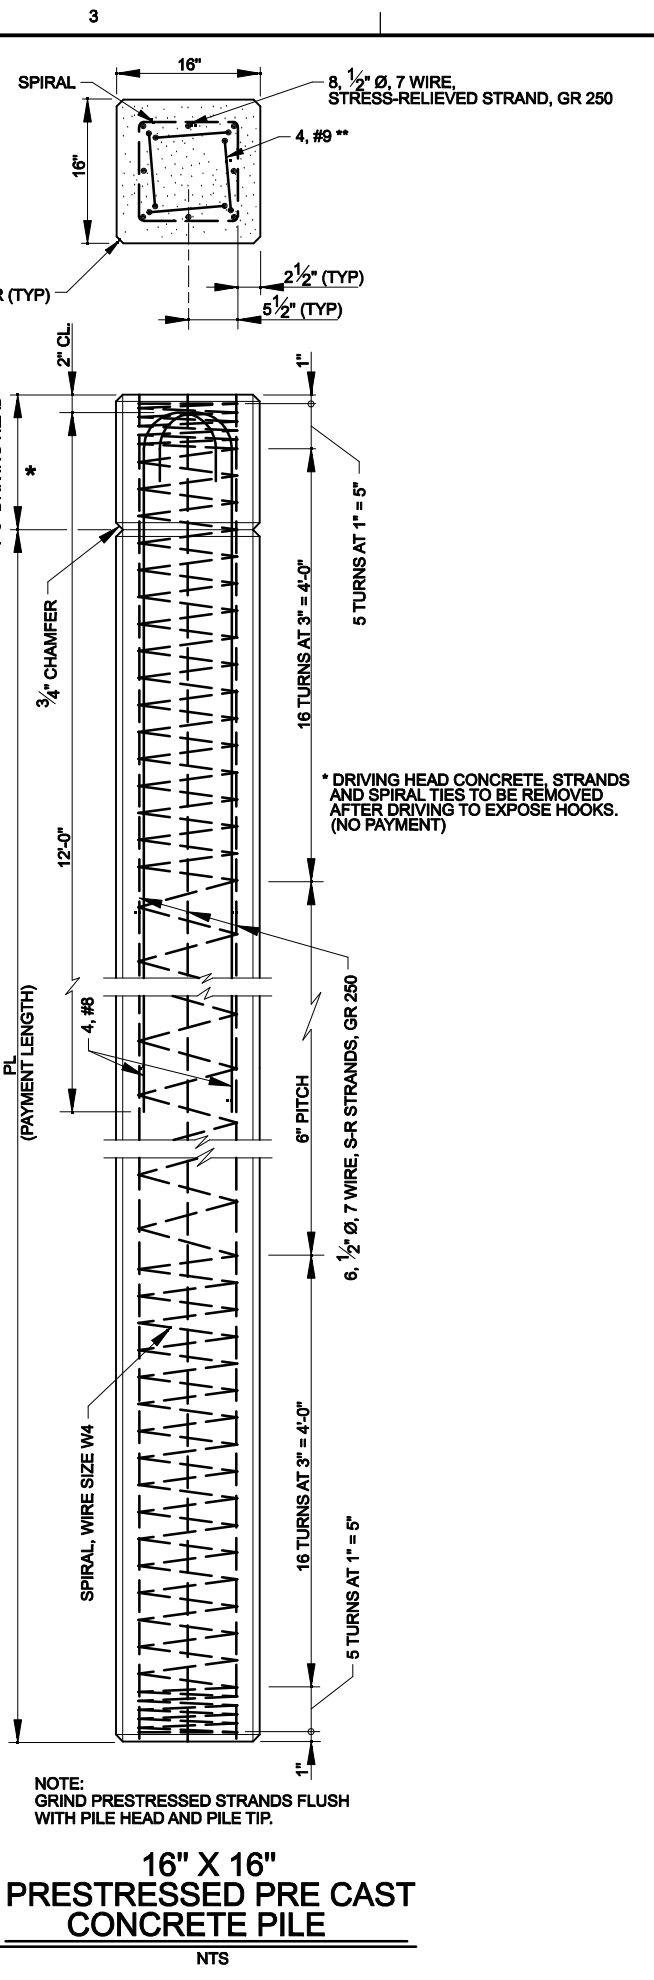 3
16"
SPIRAL
8, 1/2" Ø, 7 WIRE,
STRESS-RELIEVED STRAND, GR 250
4, #9 **
16"
2 1/2" (TYP)
5 1/2" (TYP)
(TYP)
2" CL.
1"
*
5 TURNS AT 1" = 5"
16 TURNS AT 3" = 4'-0"
3/4" CHAMFER
* DRIVING HEAD CONCRETE, STRANDS
AND SPIRAL TIES TO BE REMOVED
AFTER DRIVING TO EXPOSE HOOKS.
(NO PAYMENT)
12'-0"
PL
(PAYMENT LENGTH)
4, #8
6" PITCH
6, 1/2" Ø, 7 WIRE, S-R STRANDS, GR 250
SPIRAL, WIRE SIZE W4
16 TURNS AT 3" = 4'-0"
5 TURNS AT 1" = 5"
1"
NOTE:
GRIND PRESTRESSED STRANDS FLUSH
WITH PILE HEAD AND PILE TIP.
16" X 16"
PRESTRESSED PRE CAST
CONCRETE PILE
NTS